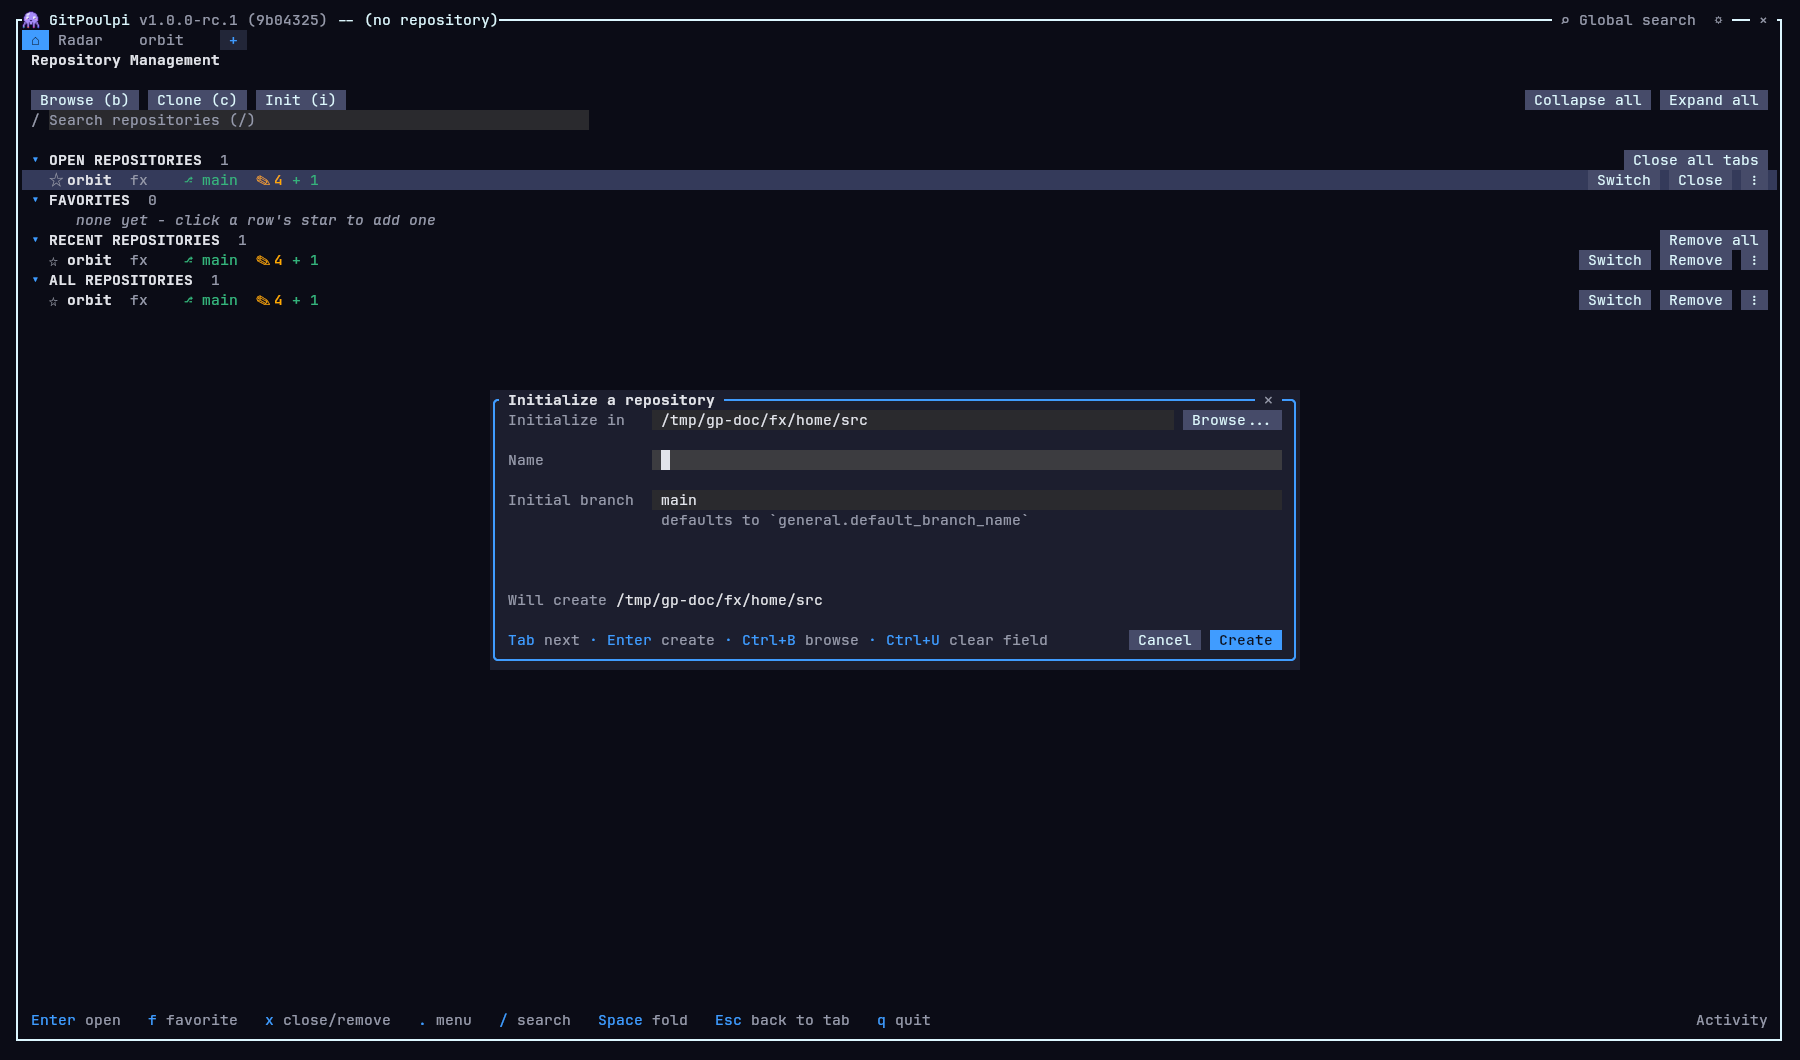 GitPoulpi v1.0.0-rc.1 (9b04325) -- (no repository) ⌕ Global search ☼ ×
⌂ Radar orbit +
Repository Management
Browse (b) Clone (c) Init (i) Collapse all Expand all
/ Search repositories (/)
▾ OPEN REPOSITORIES 1 Close all tabs
☆ orbit fx ⎇ main ✎ 4 + 1 Switch Close ⋮
▾ FAVORITES 0
none yet - click a row's star to add one
▾ RECENT REPOSITORIES 1 Remove all
☆ orbit fx ⎇ main ✎ 4 + 1 Switch Remove ⋮
▾ ALL REPOSITORIES 1
☆ orbit fx ⎇ main ✎ 4 + 1 Switch Remove ⋮
Initialize a repository ×
Initialize in /tmp/gp-doc/fx/home/src Browse...
Name
Initial branch main
defaults to `general.default_branch_name`
Will create /tmp/gp-doc/fx/home/src
Tab next · Enter create · Ctrl+B browse · Ctrl+U clear field Cancel Create
Enter open f favorite x close/remove . menu / search Space fold Esc back to tab q quit Activity